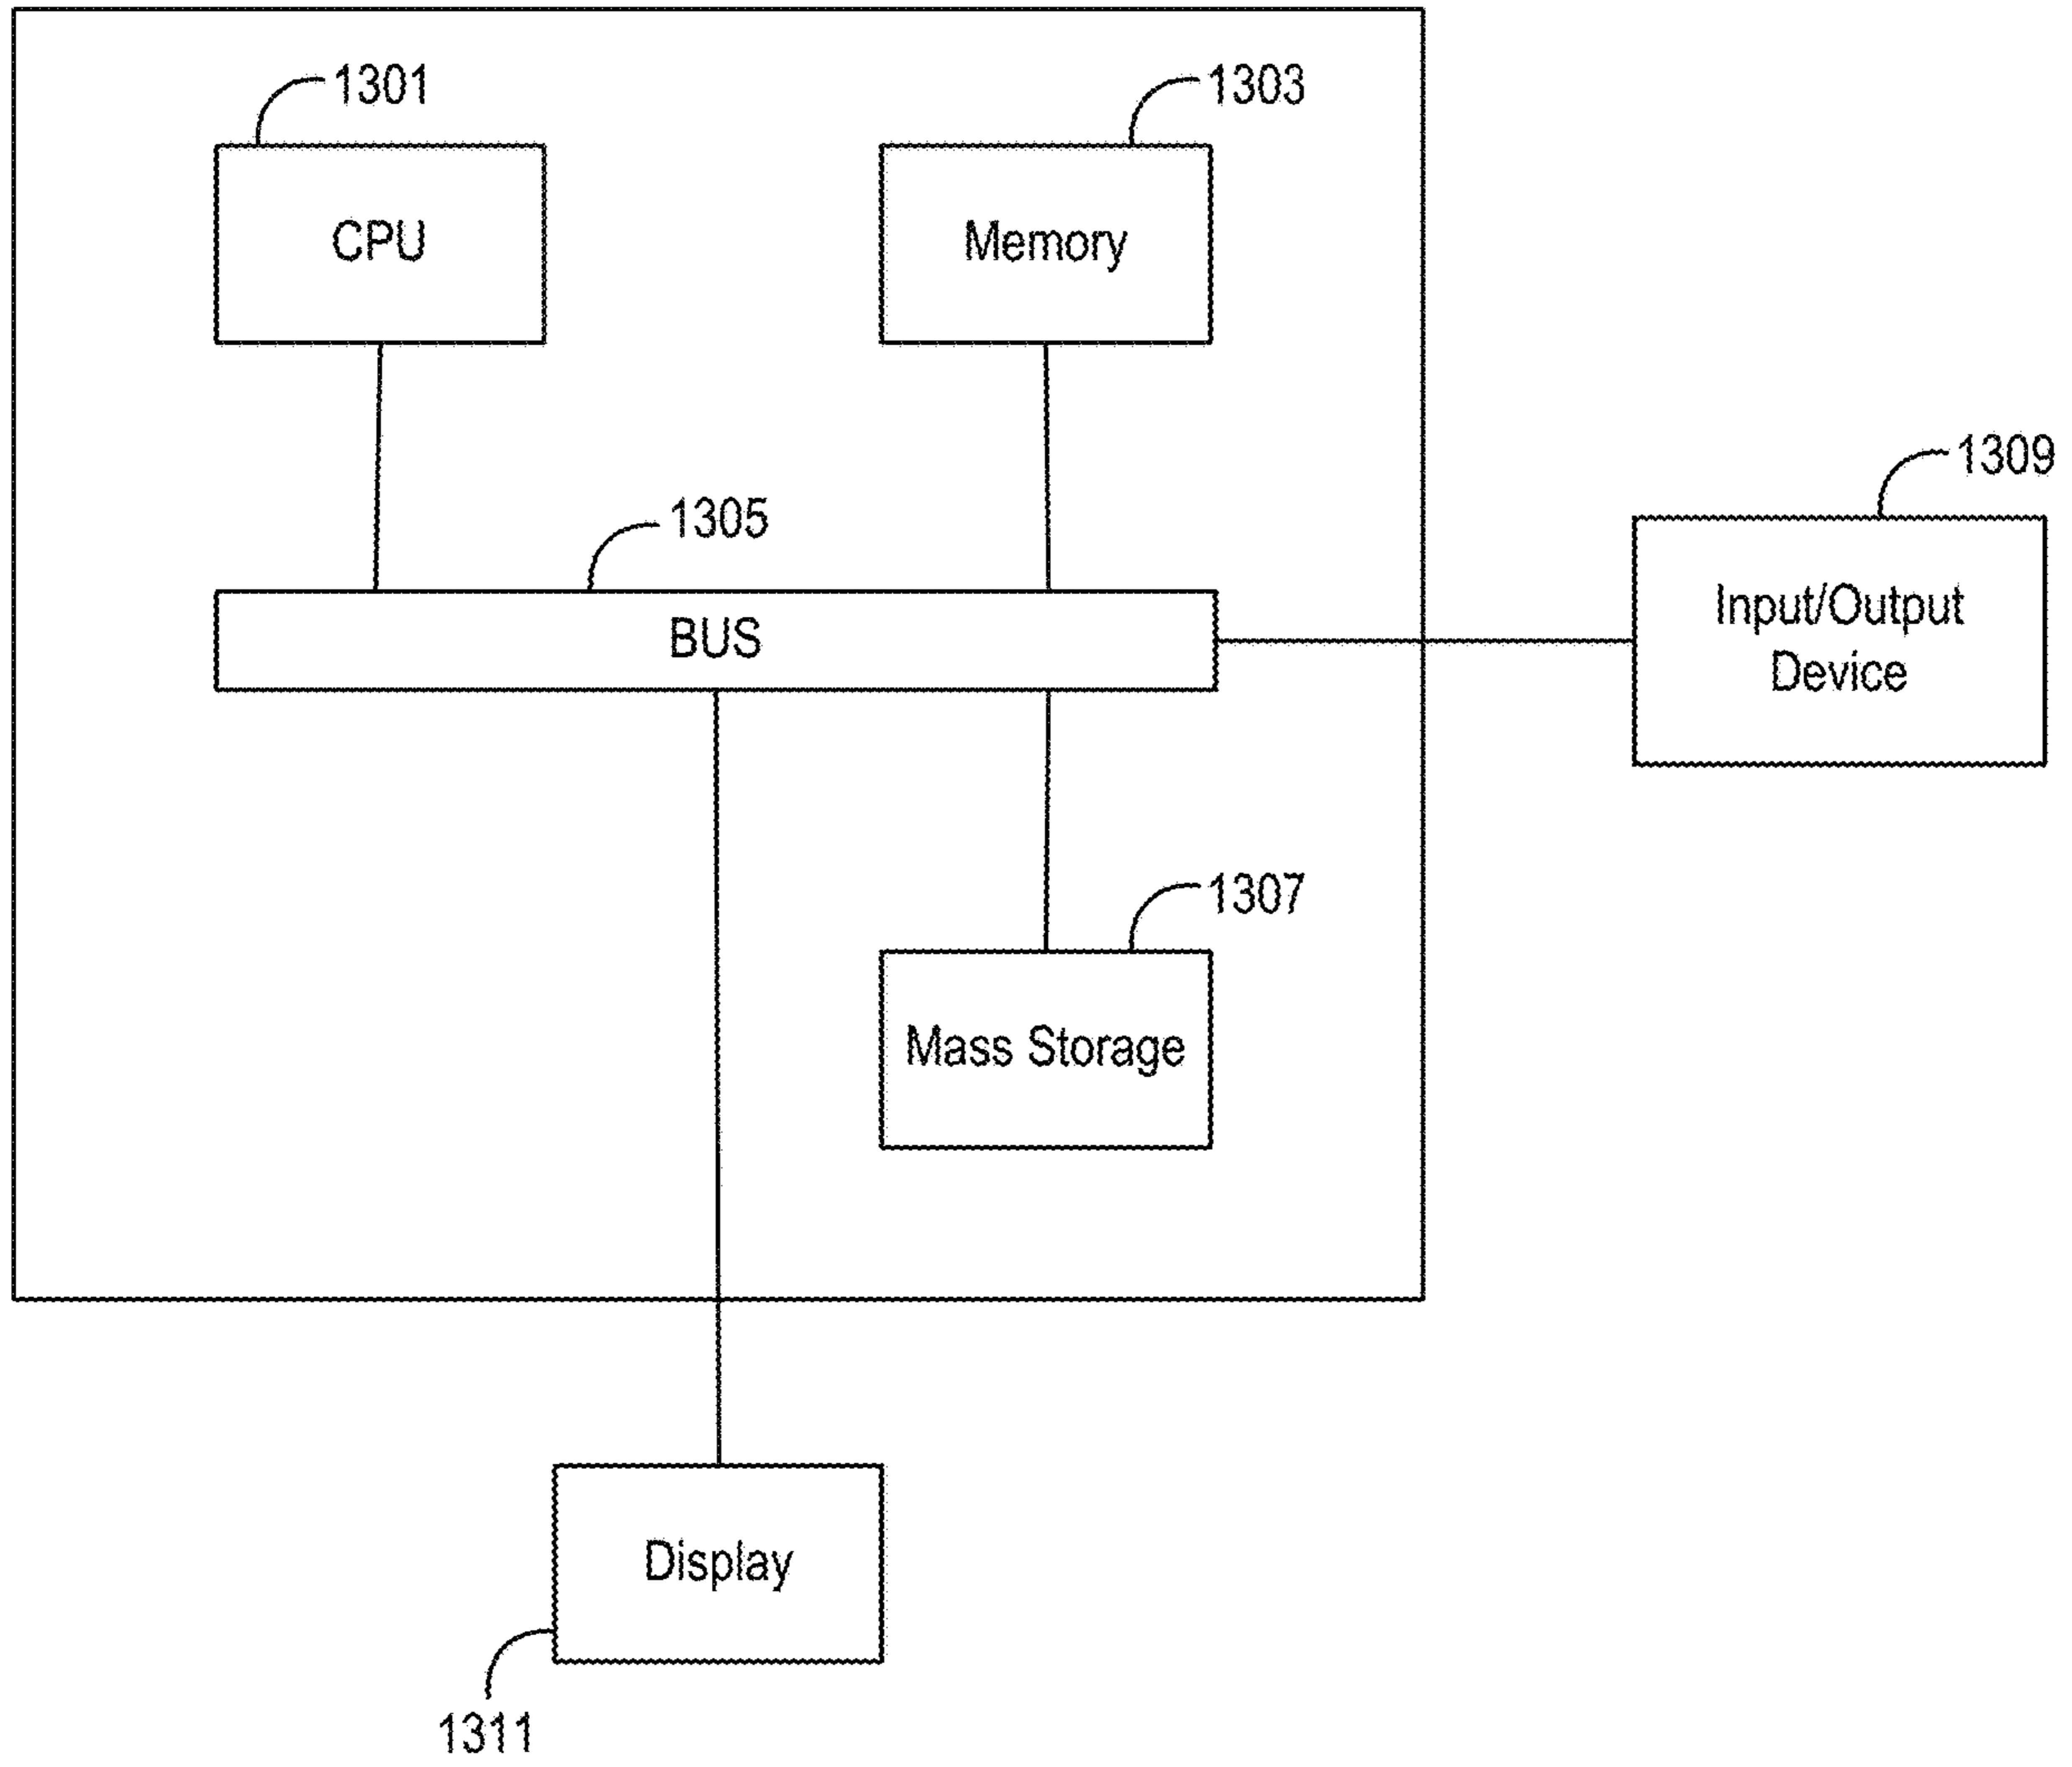 1301
1303
CPU
Memory
1309
1305
Input/Output
Device
BUS
1307
Mass Storage
Display
1311